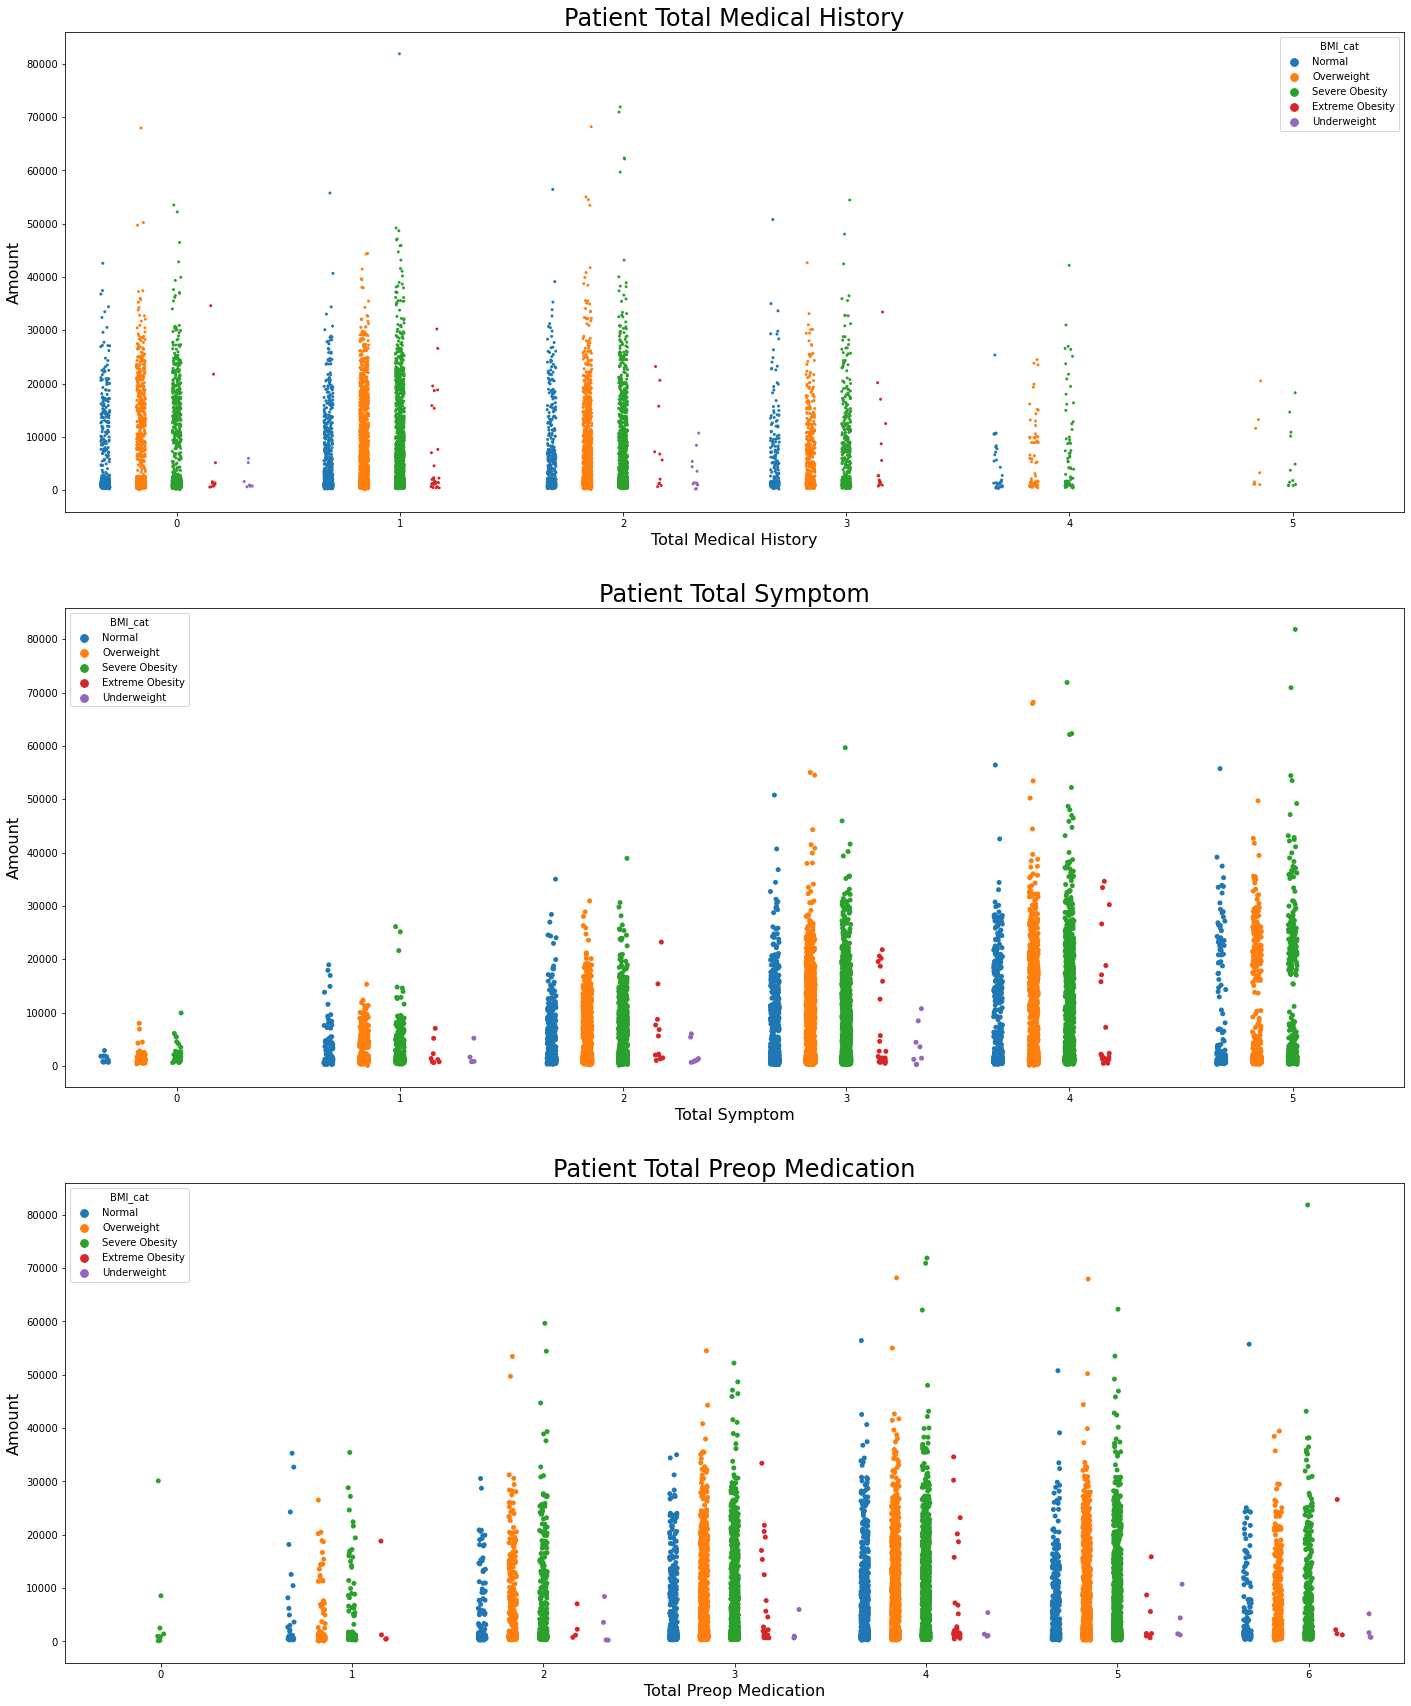 Patient Total Medical History
80000
70000
60000
50000
40000
30000
20000
10000
0
Amount
BMI_cat
Normal
Overweight
Severe Obesity
Extreme Obesity
Underweight
0 1 2 3 4 5
Total Medical History
Patient Total Symptom
80000
70000
60000
50000
40000
30000
20000
10000
0
Amount
BMI_cat
Normal
Overweight
Severe Obesity
Extreme Obesity
Underweight
0 1 2 3 4 5
Total Symptom
Patient Total Preop Medication
80000
70000
60000
50000
40000
30000
20000
10000
0
Amount
BMI_cat
Normal
Overweight
Severe Obesity
Extreme Obesity
Underweight
0 1 2 3 4 5 6
Total Preop Medication